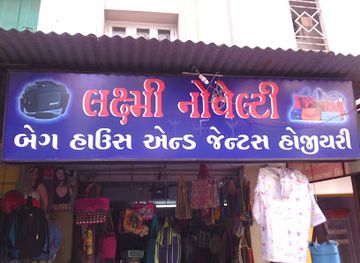 લક્ષ્મી નોવેલ્ટી
બેગ હાઉસ એન્ડ જેન્ટસ હોજીયરી